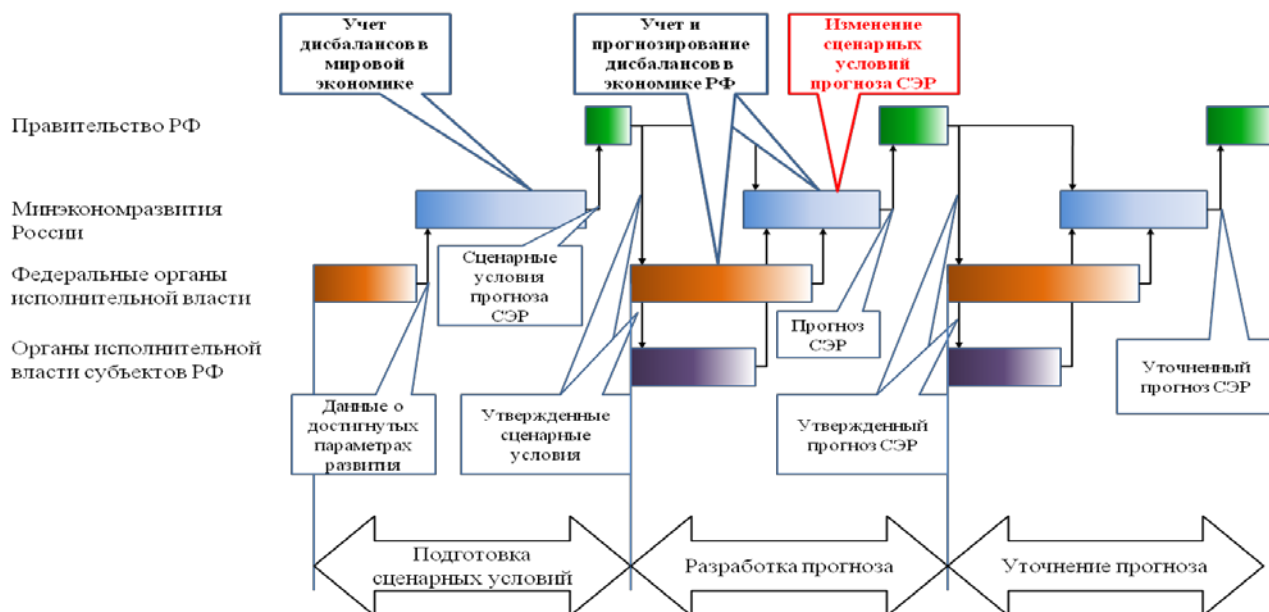 Учет
дисбалансов в
мировой
экономике
Учет и
прогнозирование
дисбалансов в
экономике РФ
Изменение
сценарных
условий
прогноза СЭР
Правительство РФ
Минэкономразвития
России
Федеральные органы
исполнительной власти
Органы исполнительной
власти субъектов РФ
Сценарные
условия
прогноза
СЭР
Прогноз
СЭР
Данные о
достигнутых
параметрах
развития
Утвержденные
сценарные
условия
Утвержденный
прогноз СЭР
Уточненный
прогноз СЭР
Подготовка
сценарных условий
Разработка прогноза
Уточнение прогноза